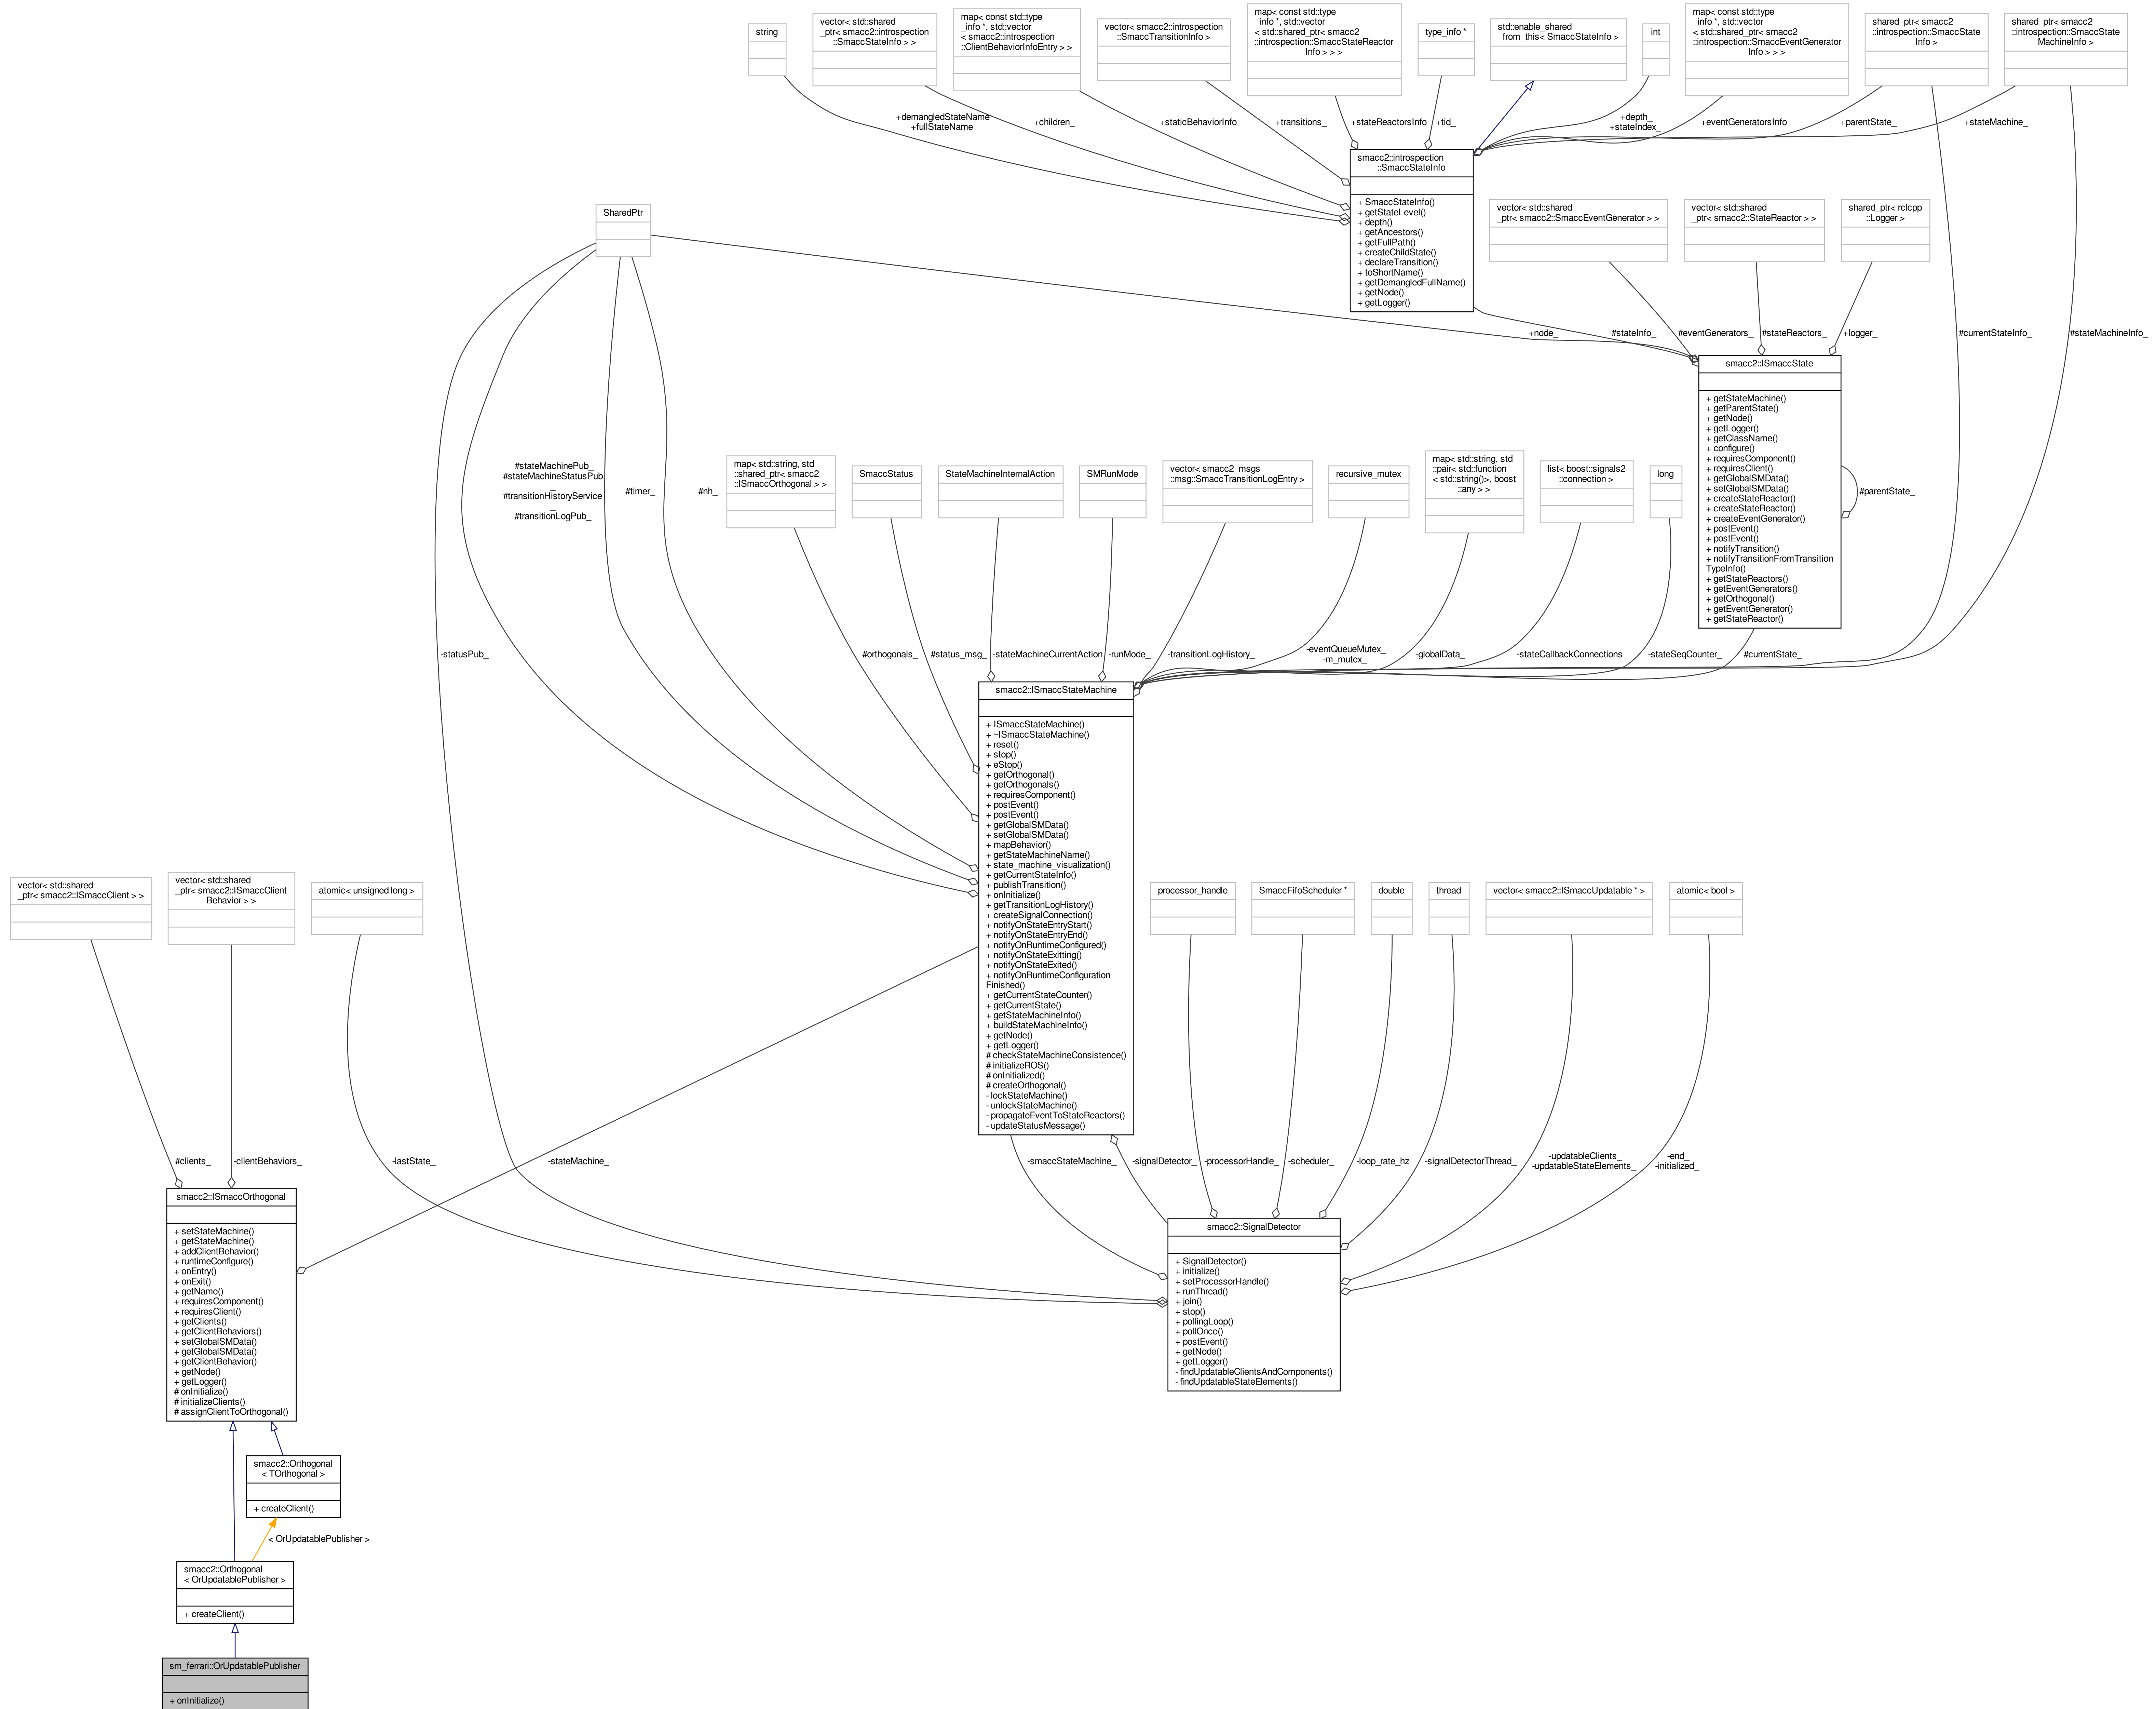 string
vector< std::shared
_ptr< smacc2::introspection
::SmaccStateInfo > >
map< const std::type
_info *, std::vector
< smacc2::introspection
::ClientBehaviorInfoEntry > >
vector< smacc2::introspection
::SmaccTransitionInfo >
map< const std::type
_info *, std::vector
< std::shared_ptr< smacc2
::introspection::SmaccStateReactor
Info > > >
type_info *
std::enable_shared
_from_this< SmaccStateInfo >
int
map< const std::type
_info *, std::vector
< std::shared_ptr< smacc2
::introspection::SmaccEventGenerator
Info > > >
shared_ptr< smacc2
::introspection::SmaccState
Info >
shared_ptr< smacc2
::introspection::SmaccState
MachineInfo >
+demangledStateName
+fullStateName
+children_
+staticBehaviorInfo
+transitions_
+stateReactorsInfo
+tid_
+depth_
+stateIndex_
+eventGeneratorsInfo
+parentState_
+stateMachine_
smacc2::introspection
::SmaccStateInfo
+ SmaccStateInfo()
+ getStateLevel()
+ depth()
+ getAncestors()
+ getFullPath()
+ createChildState()
+ declareTransition()
+ toShortName()
+ getDemangledFullName()
+ getNode()
+ getLogger()
SharedPtr
vector< std::shared
_ptr< smacc2::SmaccEventGenerator > >
vector< std::shared
_ptr< smacc2::StateReactor > >
shared_ptr< rclcpp
::Logger >
+node_
#stateInfo_
#eventGenerators_
#stateReactors_
+logger_
#currentStateInfo_
#stateMachineInfo_
smacc2::ISmaccState
+ getStateMachine()
+ getParentState()
+ getNode()
+ getLogger()
+ getClassName()
+ configure()
+ requiresComponent()
+ requiresClient()
+ getGlobalSMData()
+ setGlobalSMData()
+ createStateReactor()
+ createStateReactor()
+ createEventGenerator()
+ postEvent()
+ postEvent()
+ notifyTransition()
+ notifyTransitionFromTransition
TypeInfo()
+ getStateReactors()
+ getEventGenerators()
+ getOrthogonal()
+ getEventGenerator()
+ getStateReactor()
#parentState_
#stateMachinePub_
#stateMachineStatusPub
_
#transitionHistoryService
_
#transitionLogPub_
#timer_
#nh_
map< std::string, std
::shared_ptr< smacc2
::ISmaccOrthogonal > >
SmaccStatus
StateMachineInternalAction
SMRunMode
vector< smacc2_msgs
::msg::SmaccTransitionLogEntry >
recursive_mutex
map< std::string, std
::pair< std::function
< std::string()>, boost
::any > >
list< boost::signals2
::connection >
long
-statusPub_
#orthogonals_
#status_msg_
-stateMachineCurrentAction
-runMode_
-transitionLogHistory_
-eventQueueMutex_
-m_mutex_
-globalData_
-stateCallbackConnections
-stateSeqCounter_
#currentState_
smacc2::ISmaccStateMachine
+ ISmaccStateMachine()
+ ~ISmaccStateMachine()
+ reset()
+ stop()
+ eStop()
+ getOrthogonal()
+ getOrthogonals()
+ requiresComponent()
+ postEvent()
+ postEvent()
+ getGlobalSMData()
+ setGlobalSMData()
+ mapBehavior()
+ getStateMachineName()
+ state_machine_visualization()
+ getCurrentStateInfo()
+ publishTransition()
+ onInitialize()
+ getTransitionLogHistory()
+ createSignalConnection()
+ notifyOnStateEntryStart()
+ notifyOnStateEntryEnd()
+ notifyOnRuntimeConfigured()
+ notifyOnStateExitting()
+ notifyOnStateExited()
+ notifyOnRuntimeConfiguration
Finished()
+ getCurrentStateCounter()
+ getCurrentState()
+ getStateMachineInfo()
+ buildStateMachineInfo()
+ getNode()
+ getLogger()
# checkStateMachineConsistence()
# initializeROS()
# onInitialized()
# createOrthogonal()
- lockStateMachine()
- unlockStateMachine()
- propagateEventToStateReactors()
- updateStatusMessage()
vector< std::shared
_ptr< smacc2::ISmaccClient > >
vector< std::shared
_ptr< smacc2::ISmaccClient
Behavior > >
atomic< unsigned long >
processor_handle
SmaccFifoScheduler *
double
thread
vector< smacc2::ISmaccUpdatable * >
atomic< bool >
#clients_
-clientBehaviors_
-lastState_
-stateMachine_
-smaccStateMachine_
-signalDetector_
-processorHandle_
-scheduler_
-loop_rate_hz
-signalDetectorThread_
-updatableClients_
-updatableStateElements_
-end_
-initialized_
smacc2::ISmaccOrthogonal
+ setStateMachine()
+ getStateMachine()
+ addClientBehavior()
+ runtimeConfigure()
+ onEntry()
+ onExit()
+ getName()
+ requiresComponent()
+ requiresClient()
+ getClients()
+ getClientBehaviors()
+ setGlobalSMData()
+ getGlobalSMData()
+ getClientBehavior()
+ getNode()
+ getLogger()
# onInitialize()
# initializeClients()
# assignClientToOrthogonal()
smacc2::SignalDetector
+ SignalDetector()
+ initialize()
+ setProcessorHandle()
+ runThread()
+ join()
+ stop()
+ pollingLoop()
+ pollOnce()
+ postEvent()
+ getNode()
+ getLogger()
- findUpdatableClientsAndComponents()
- findUpdatableStateElements()
smacc2::Orthogonal
< TOrthogonal >
+ createClient()
< OrUpdatablePublisher >
smacc2::Orthogonal
< OrUpdatablePublisher >
+ createClient()
sm_ferrari::OrUpdatablePublisher
+ onInitialize()